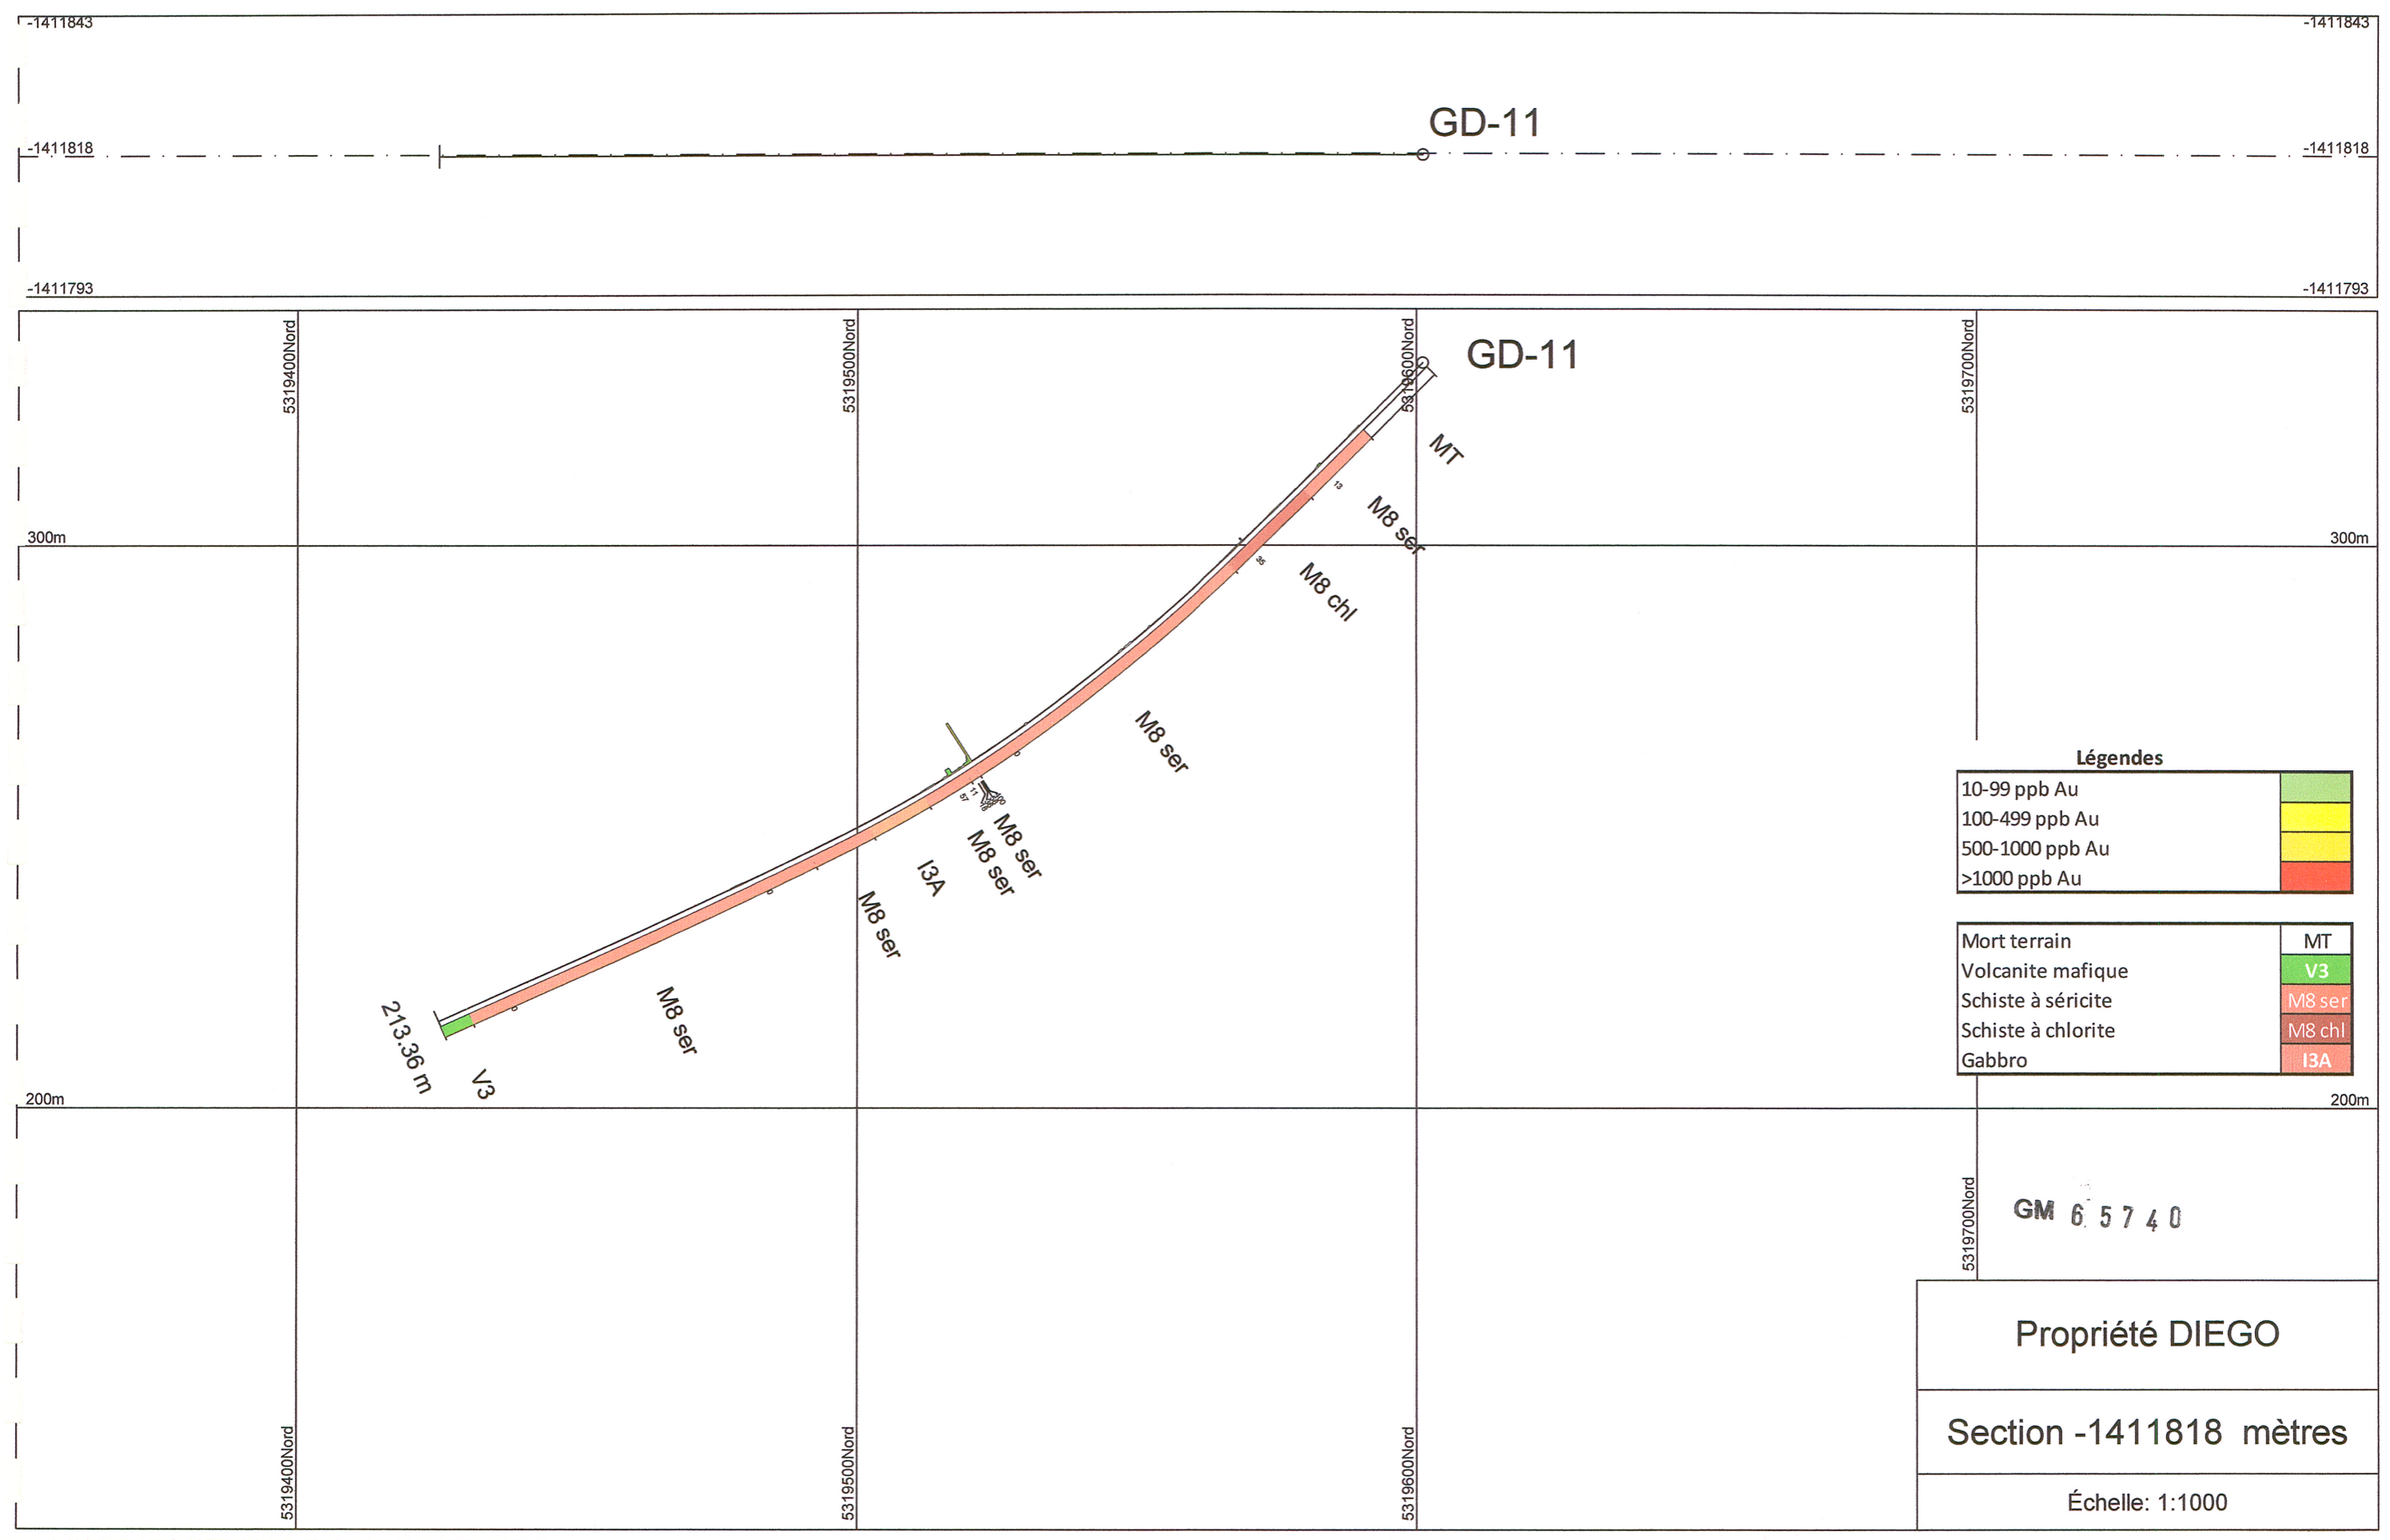 -1411843
-1411843
GD-11
-1411818
-1411818
-1411793
-1411793
5319400Nord
5319500Nord
5319600Nord
5319700Nord
GD-11
MT
13
M8 ser
300m
300m
35
M8 chl
M8 ser
11
57
M8 ser
M8 ser
I3A
M8 ser
M8 ser
213.36 m
V3
Légendes
10-99 ppb Au
100-499 ppb Au
500-1000 ppb Au
>1000 ppb Au
Mort terrain MT
Volcanite mafique V3
Schiste à séricite M8 ser
Schiste à chlorite M8 chl
Gabbro I3A
200m
200m
5319700Nord
GM 65740
5319400Nord
5319500Nord
5319600Nord
Propriété DIEGO
Section -1411818 mètres
Échelle: 1:1000